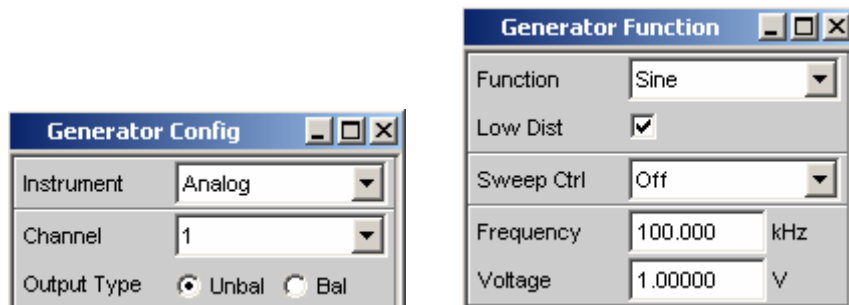 Generator Config
Instrument Analog
Channel 1
Output Type Unbal Bal
Generator Function
Function Sine
Low Dist
Sweep Ctrl Off
Frequency 100.000 kHz
Voltage 1.00000 V